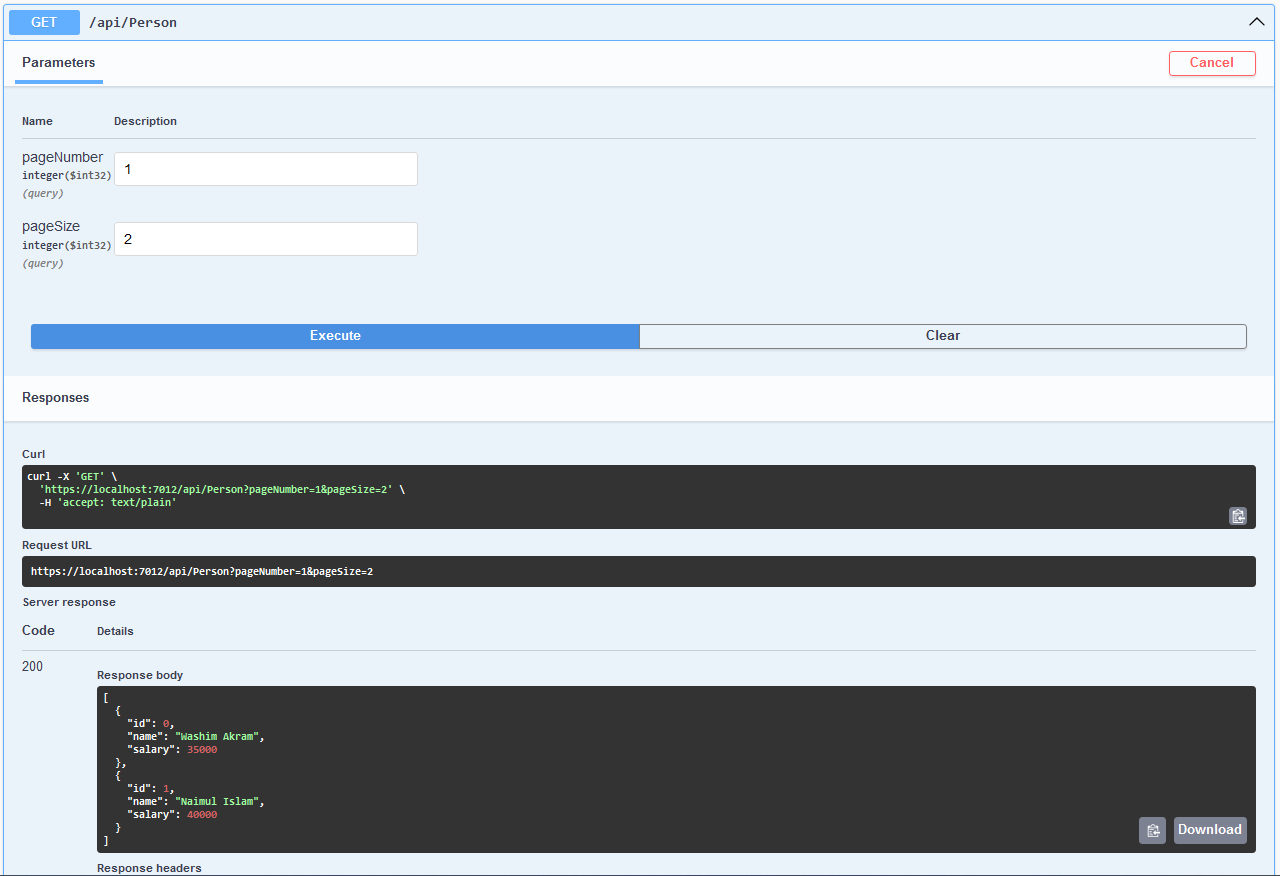 GET /api/Person
Parameters
Cancel
Name Description
pageNumber
integer($int32)
(query)
1
pageSize
integer($int32)
(query)
2
Execute
Clear
Responses
Curl
curl -X 'GET' \
  'https://localhost:7012/api/Person?pageNumber=1&pageSize=2' \
  -H 'accept: text/plain'
Request URL
https://localhost:7012/api/Person?pageNumber=1&pageSize=2
Server response
Code Details
200
Response body
[
  {
    "id": 0,
    "name": "Washim Akram",
    "salary": 35000
  },
  {
    "id": 1,
    "name": "Naimul Islam",
    "salary": 40000
  }
]
Download
Response headers